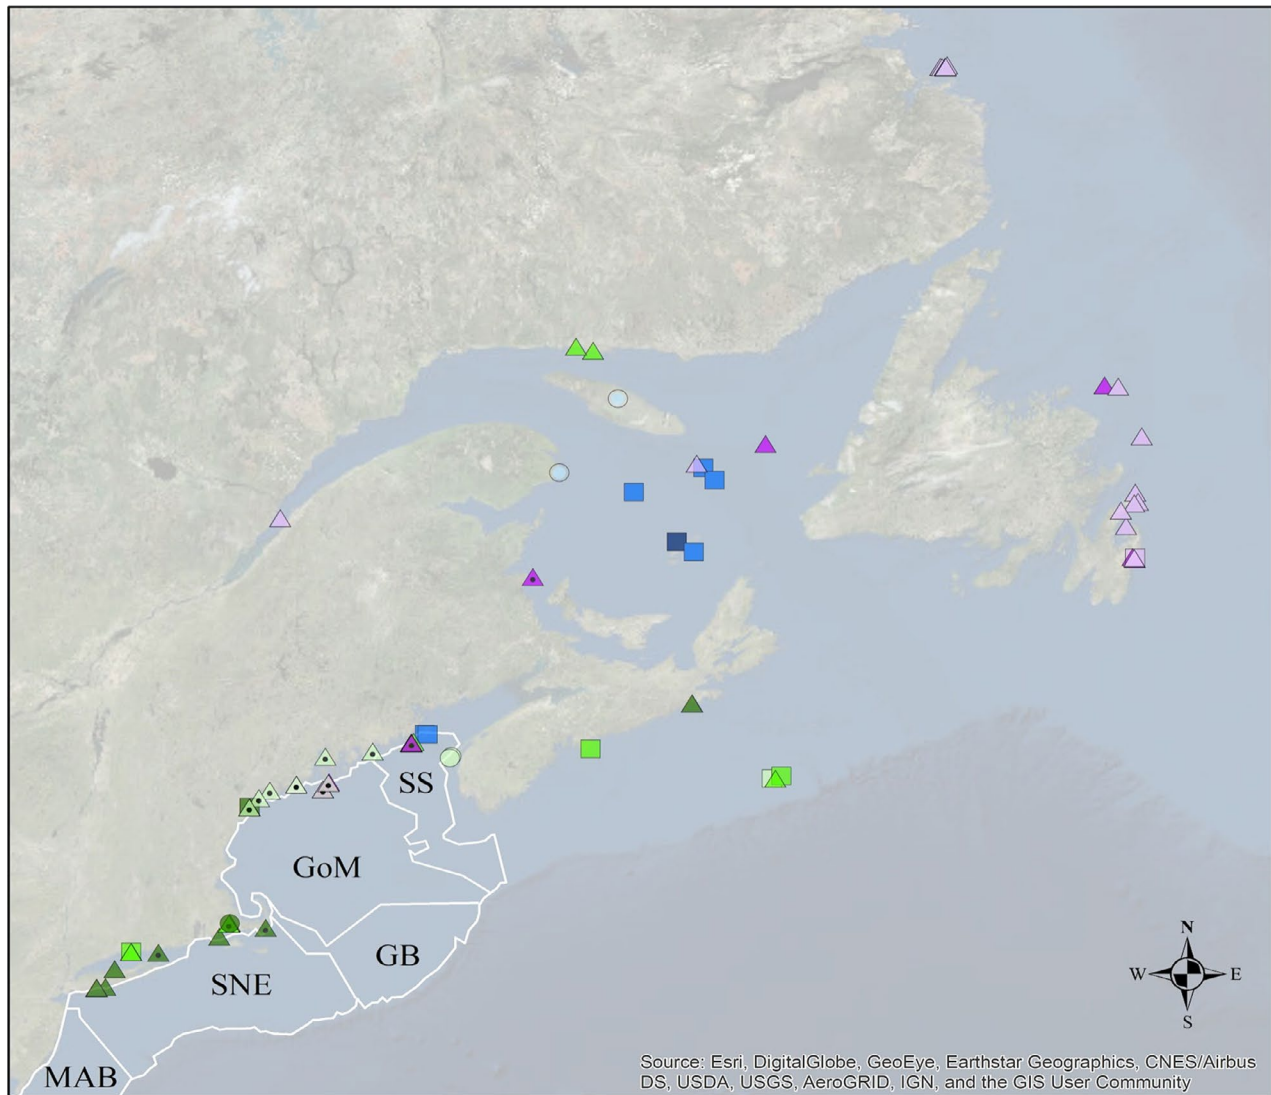 SS
GoM
GB
SNE
MAB
N
W E
S
Source: Esri, DigitalGlobe, GeoEye, Earthstar Geographics, CNES/Airbus
DS, USDA, USGS, AeroGRID, IGN, and the GIS User Community